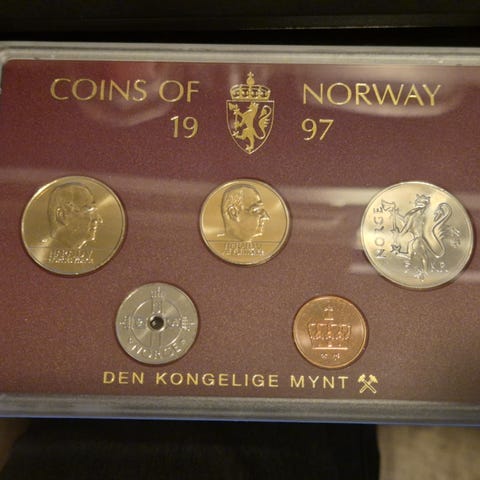 COINS OF NORWAY
19 97
NORGE
NORGE
DEN KONGELIGE MYNT